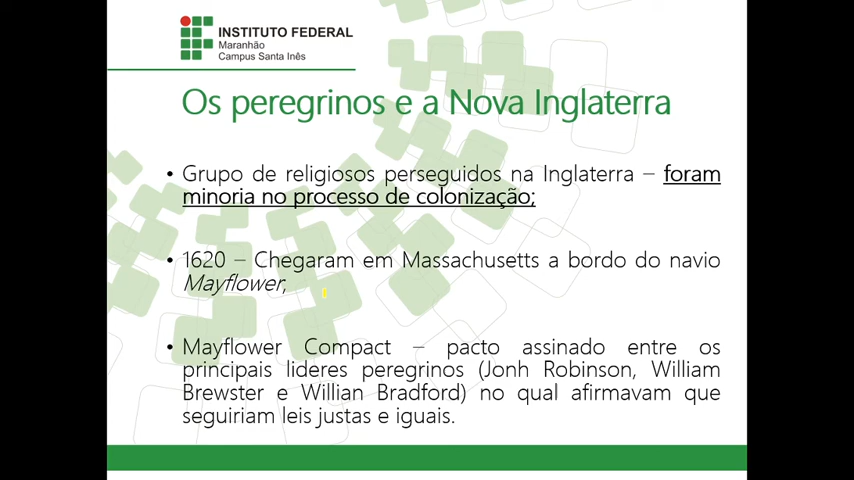 INSTITUTO FEDERAL
Maranhão
Campus Santa Inês
Os peregrinos e a Nova Inglaterra
• Grupo de religiosos perseguidos na Inglaterra – foram
minoria no processo de colonização;
• 1620 – Chegaram em Massachusetts a bordo do navio
Mayflower;
• Mayflower Compact – pacto assinado entre os
principais lideres peregrinos (Jonh Robinson, William
Brewster e Willian Bradford) no qual afirmavam que
seguiriam leis justas e iguais.